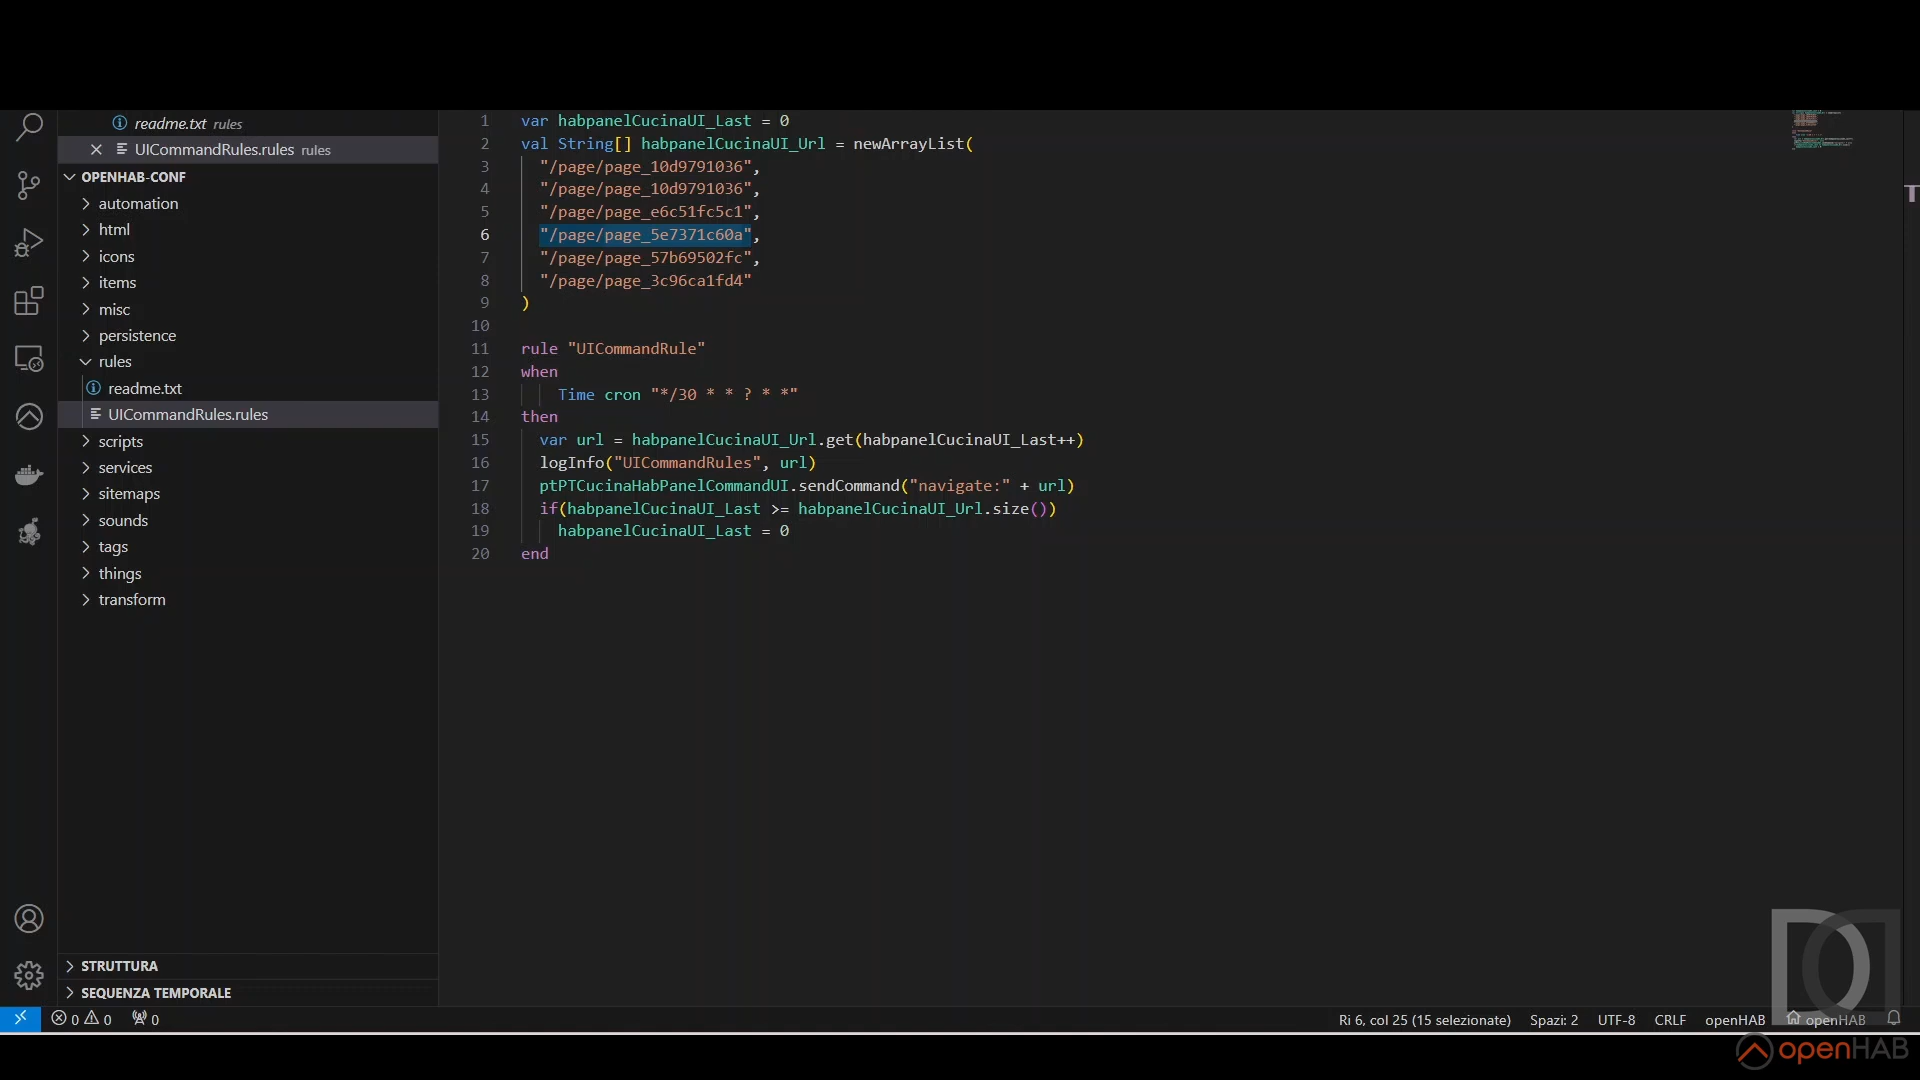 readme.txt rules
UICommandRules.rules rules
OPENHAB-CONF
automation
html
icons
items
misc
persistence
rules
readme.txt
UICommandRules.rules
scripts
services
sitemaps
sounds
tags
things
transform
STRUTTURA
SEQUENZA TEMPORALE
1 var habpanelCucinaUI_Last = 0
2 val String[] habpanelCucinaUI_Url = newArrayList(
3 "/page/page_10d9791036",
4 "/page/page_10d9791036",
5 "/page/page_e6c51fc5c1",
6 "/page/page_5e7371c60a",
7 "/page/page_57b69502fc",
8 "/page/page_3c96ca1fd4"
9 )
10
11 rule "UICommandRule"
12 when
13 Time cron "*/30 * * ? * *"
14 then
15 var url = habpanelCucinaUI_Url.get(habpanelCucinaUI_Last++)
16 logInfo("UICommandRules", url)
17 ptPTCucinaHabPanelCommandUI.sendCommand("navigate:" + url)
18 if(habpanelCucinaUI_Last >= habpanelCucinaUI_Url.size())
19 habpanelCucinaUI_Last = 0
20 end
0 0 0 Ri 6, col 25 (15 selezionate) Spazi: 2 UTF-8 CRLF openHAB openHAB
openHAB